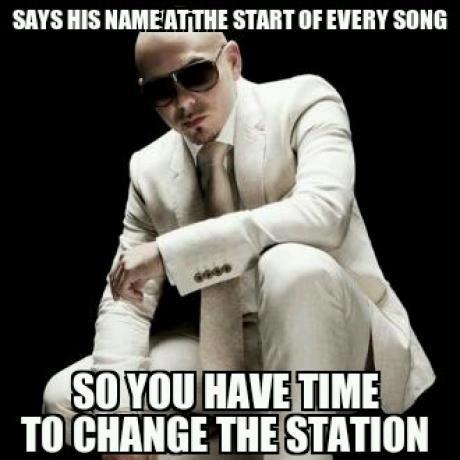 SAYS HIS NAME AT THE START OF EVERY SONG
SO YOU HAVE TIME
TO CHANGE THE STATION